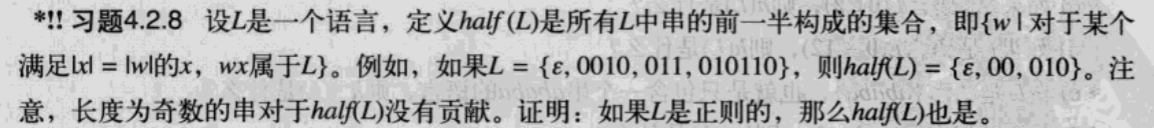 *!! 习题4.2.8 设L是一个语言，定义half (L)是所有L中串的前一半构成的集合，即{w | 对于某个
满足|x| = |w|的x，wx属于L}。例如，如果L = {ε, 0010, 011, 010110}，则half(L) = {ε, 00, 010}。注
意，长度为奇数的串对于half(L)没有贡献。证明：如果L是正则的，那么half(L)也是。